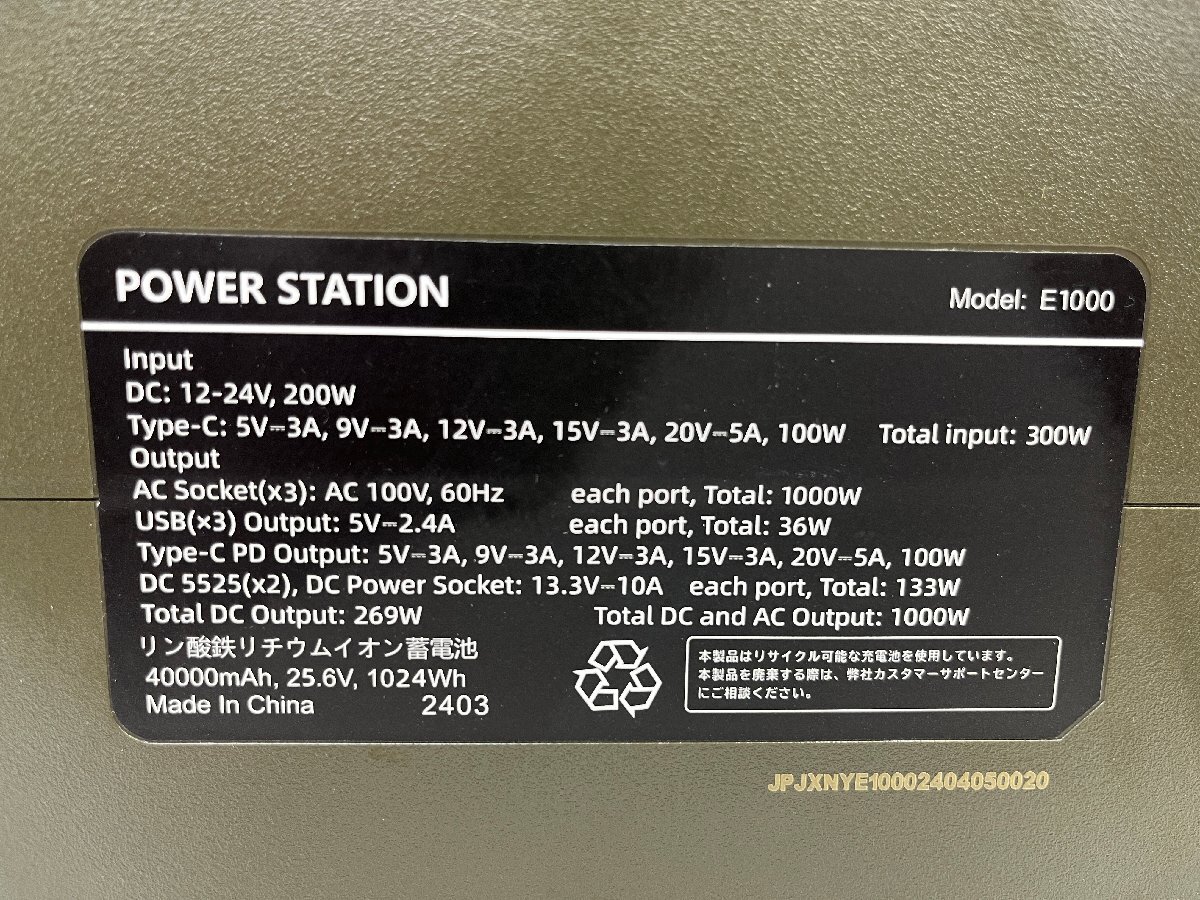 POWER STATION
Model: E1000
Input
DC: 12-24V, 200W
Type-C: 5V⎓3A, 9V⎓3A, 12V⎓3A, 15V⎓3A, 20V⎓5A, 100W Total input: 300W
Output
AC Socket(x3): AC 100V, 60Hz each port, Total: 1000W
USB(×3) Output: 5V⎓2.4A each port, Total: 36W
Type-C PD Output: 5V⎓3A, 9V⎓3A, 12V⎓3A, 15V⎓3A, 20V⎓5A, 100W
DC 5525(x2), DC Power Socket: 13.3V⎓10A each port, Total: 133W
Total DC Output: 269W Total DC and AC Output: 1000W
リン酸鉄リチウムイオン蓄電池
40000mAh, 25.6V, 1024Wh
Made In China 2403
本製品はリサイクル可能な充電池を使用しています。
本製品を廃棄する際は、弊社カスタマーサポートセンター
にご相談ください。
JPJXNYE10002404050020